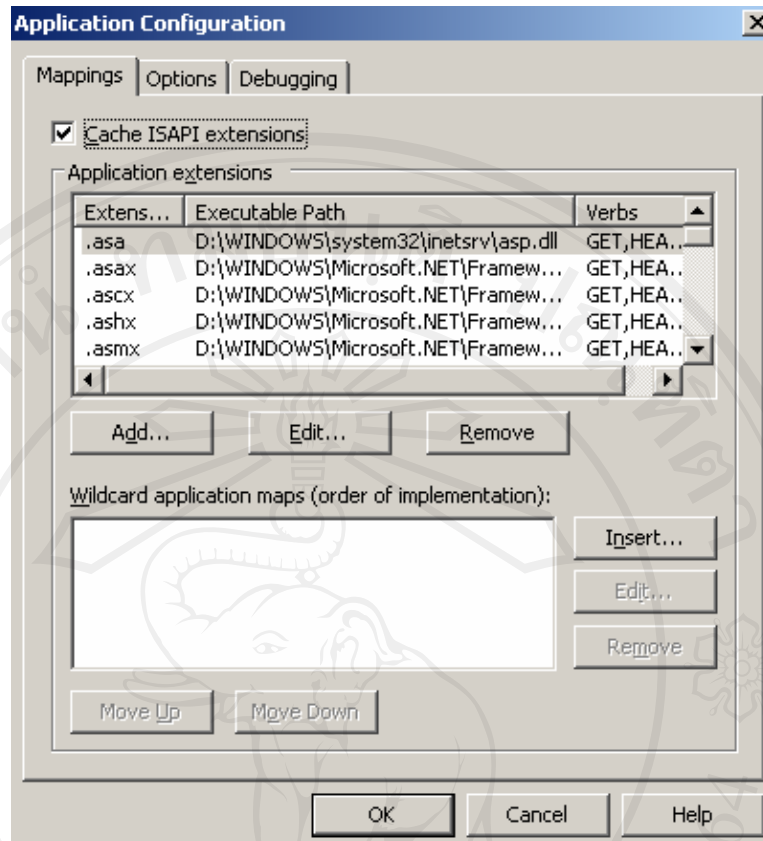 Application Configuration
Mappings Options Debugging
Cache ISAPI extensions
Application extensions
Extens... Executable Path Verbs
.asa D:\WINDOWS\system32\inetsrv\asp.dll GET,HEA...
.asax D:\WINDOWS\Microsoft.NET\Framew... GET,HEA...
.ascx D:\WINDOWS\Microsoft.NET\Framew... GET,HEA...
.ashx D:\WINDOWS\Microsoft.NET\Framew... GET,HEA...
.asmx D:\WINDOWS\Microsoft.NET\Framew... GET,HEA...
Add... Edit... Remove
Wildcard application maps (order of implementation):
Insert...
Edit...
Remove
Move Up Move Down
OK Cancel Help